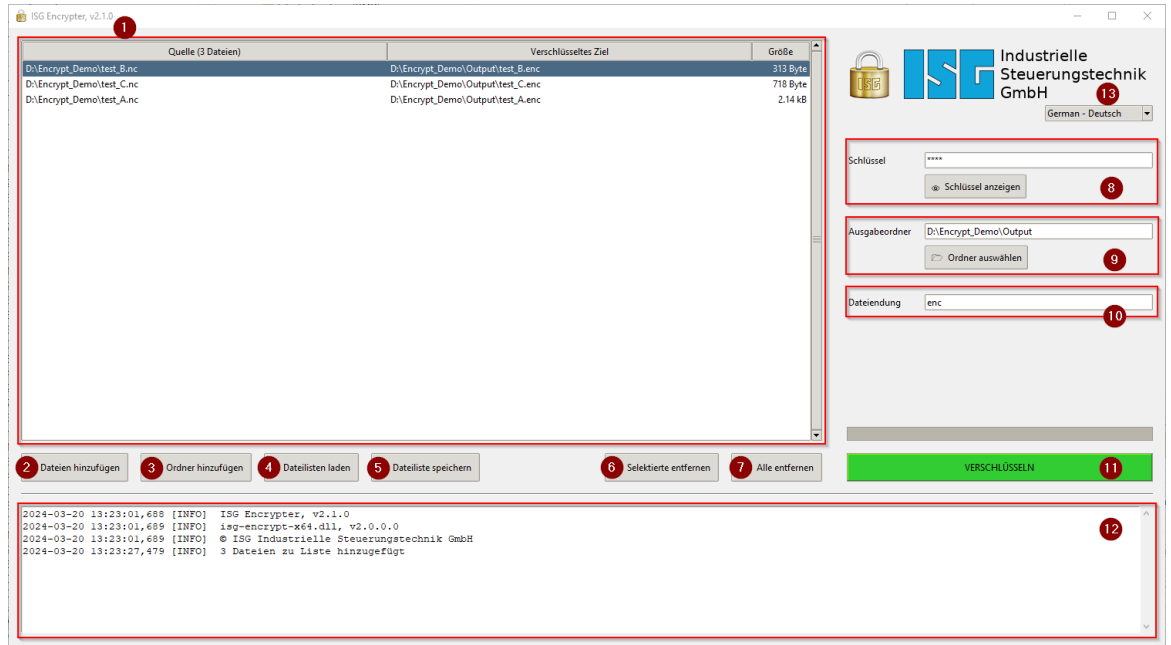 ISG Encrypter, v2.1.0
1
Quelle (3 Dateien) Verschlüsseltes Ziel Größe
D:\Encrypt_Demo\test_B.nc D:\Encrypt_Demo\Output\test_B.enc 313 Byte
D:\Encrypt_Demo\test_C.nc D:\Encrypt_Demo\Output\test_C.enc 718 Byte
D:\Encrypt_Demo\test_A.nc D:\Encrypt_Demo\Output\test_A.enc 2.14 kB
ISG
Industrielle
Steuerungstechnik
GmbH
13
German - Deutsch
Schlüssel ****
Schlüssel anzeigen 8
Ausgabeordner D:\Encrypt_Demo\Output
Ordner auswählen 9
Dateiendung enc
10
2 Dateien hinzufügen 3 Ordner hinzufügen 4 Dateilisten laden 5 Dateiliste speichern 6 Selektierte entfernen 7 Alle entfernen VERSCHLÜSSELN 11
2024-03-20 13:23:01,688 [INFO] ISG Encrypter, v2.1.0
2024-03-20 13:23:01,689 [INFO] isg-encrypt-x64.dll, v2.0.0.0
2024-03-20 13:23:01,689 [INFO] © ISG Industrielle Steuerungstechnik GmbH
2024-03-20 13:23:27,479 [INFO] 3 Dateien zu Liste hinzugefügt
12